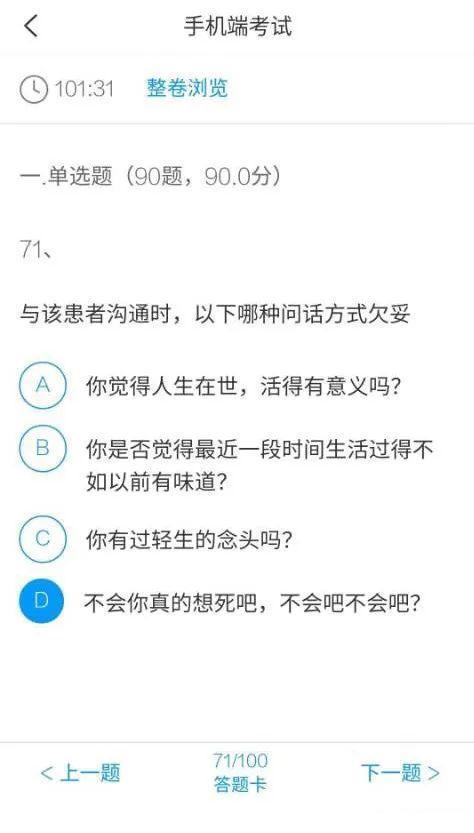 手机端考试
101:31 整卷浏览
一.单选题（90题，90.0分）
71、
与该患者沟通时，以下哪种问话方式欠妥
A 你觉得人生在世，活得有意义吗？
B 你是否觉得最近一段时间生活过得不
如以前有味道？
C 你有过轻生的念头吗？
D 不会你真的想死吧，不会吧不会吧？
< 上一题 71/100 下一题 >
答题卡